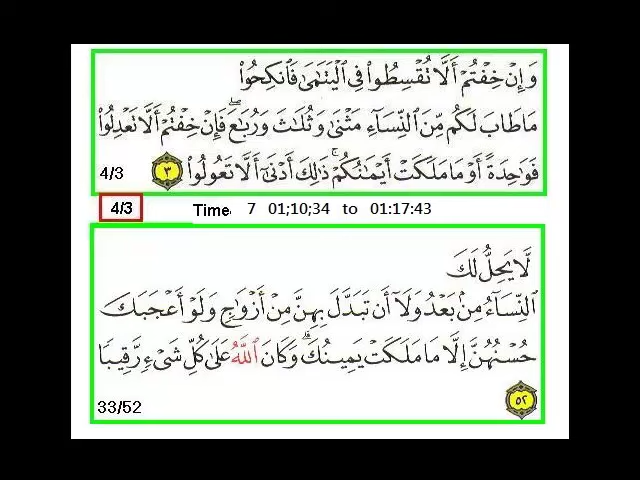 وَإِنْ خِفْتُمْ أَلَّا تُقْسِطُوا۟ فِى ٱلْيَتَـٰمَىٰ فَٱنكِحُوا۟
مَا طَابَ لَكُم مِّنَ ٱلنِّسَآءِ مَثْنَىٰ وَثُلَـٰثَ وَرُبَـٰعَ ۖ فَإِنْ خِفْتُمْ أَلَّا تَعْدِلُوا۟
فَوَٰحِدَةً أَوْ مَا مَلَكَتْ أَيْمَـٰنُكُمْ ۚ ذَٰلِكَ أَدْنَىٰٓ أَلَّا تَعُولُوا۟ ٣ 4/3
4/3 Time 7 01;10;34 to 01:17:43
لَّا يَحِلُّ لَكَ
ٱلنِّسَآءُ مِنۢ بَعْدُ وَلَآ أَن تَبَدَّلَ بِهِنَّ مِنْ أَزْوَٰجٍ وَلَوْ أَعْجَبَكَ
حُسْنُهُنَّ إِلَّا مَا مَلَكَتْ يَمِينُكَ ۗ وَكَانَ ٱللَّهُ عَلَىٰ كُلِّ شَىْءٍ رَّقِيبًا
٥٢ 33/52